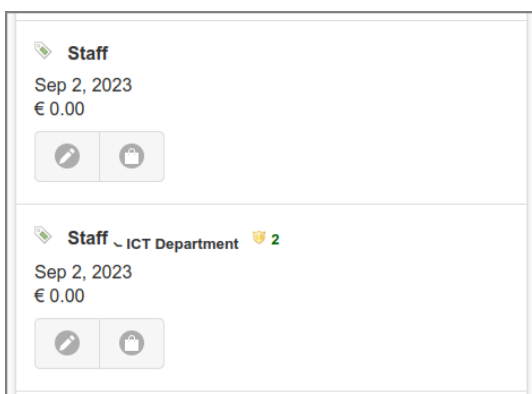 Staff
Sep 2, 2023
€ 0.00
Staff ICT Department 2
Sep 2, 2023
€ 0.00